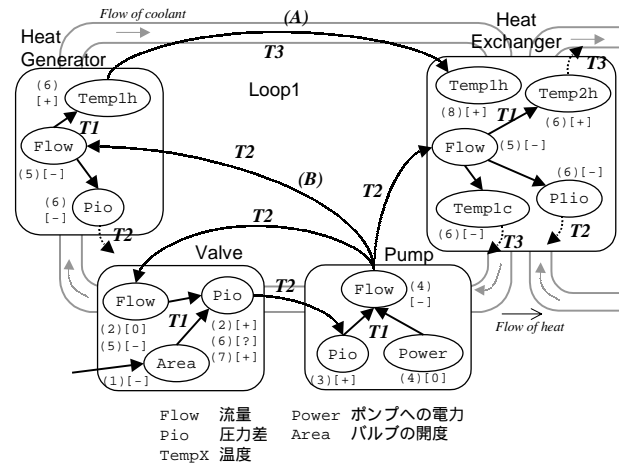 Flow of coolant
(A)
Heat
Generator
Heat
Exchanger
T3
T3
Loop1
(6)
[+]
Temp1h
Temp1h
(8)[+]
Temp2h
(6)[+]
T1
T1
Flow
(5)[-]
Flow
(5)[-]
T2
(B)
T2
(6)
[-]
Pio
(6)[-]
P1io
Temp1c
(6)[-]
T2
T3
T2
T2
Valve
Pump
T2
Flow
(2)[0]
(5)[-]
Pio
(2)[+]
(6)[?]
(7)[+]
T1
Area
(1)[-]
Flow
(4)
[-]
T1
Pio
(3)[+]
Power
(4)[0]
Flow of heat
Flow 流量 Power ポンプへの電力
Pio 圧力差 Area バルブの開度
TempX 温度